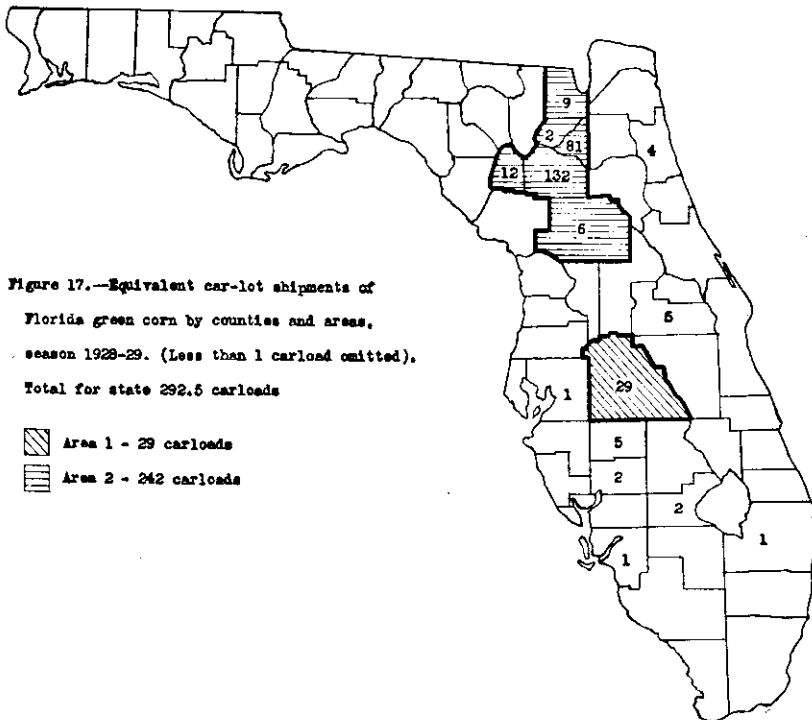 9
2
81
4
12
132
6
Figure 17.—Equivalent car-lot shipments of
Florida green corn by counties and areas,
season 1928-29. (Less than 1 carload omitted).
Total for state 292.5 carloads
5
1
29
Area 1 - 29 carloads
Area 2 - 242 carloads
5
2
2
1
1